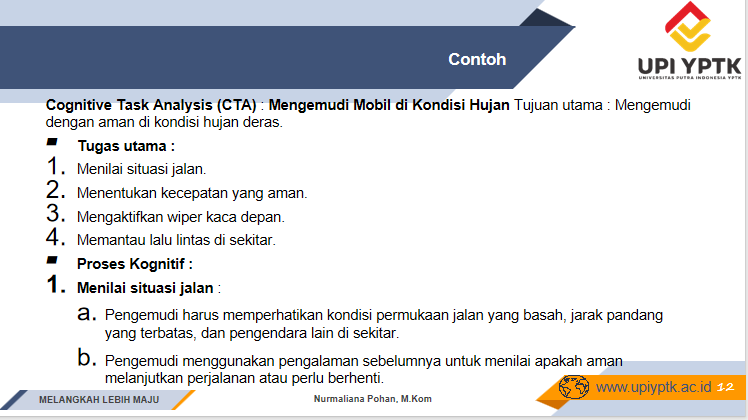 Contoh
UPI YPTK
UNIVERSITAS PUTRA INDONESIA YPTK
Cognitive Task Analysis (CTA) : Mengemudi Mobil di Kondisi Hujan Tujuan utama : Mengemudi
dengan aman di kondisi hujan deras.
Tugas utama :
1. Menilai situasi jalan.
2. Menentukan kecepatan yang aman.
3. Mengaktifkan wiper kaca depan.
4. Memantau lalu lintas di sekitar.
Proses Kognitif :
1. Menilai situasi jalan :
a. Pengemudi harus memperhatikan kondisi permukaan jalan yang basah, jarak pandang
yang terbatas, dan pengendara lain di sekitar.
b. Pengemudi menggunakan pengalaman sebelumnya untuk menilai apakah aman
melanjutkan perjalanan atau perlu berhenti.
MELANGKAH LEBIH MAJU
Nurmaliana Pohan, M.Kom
www.upiyptk.ac.id 12